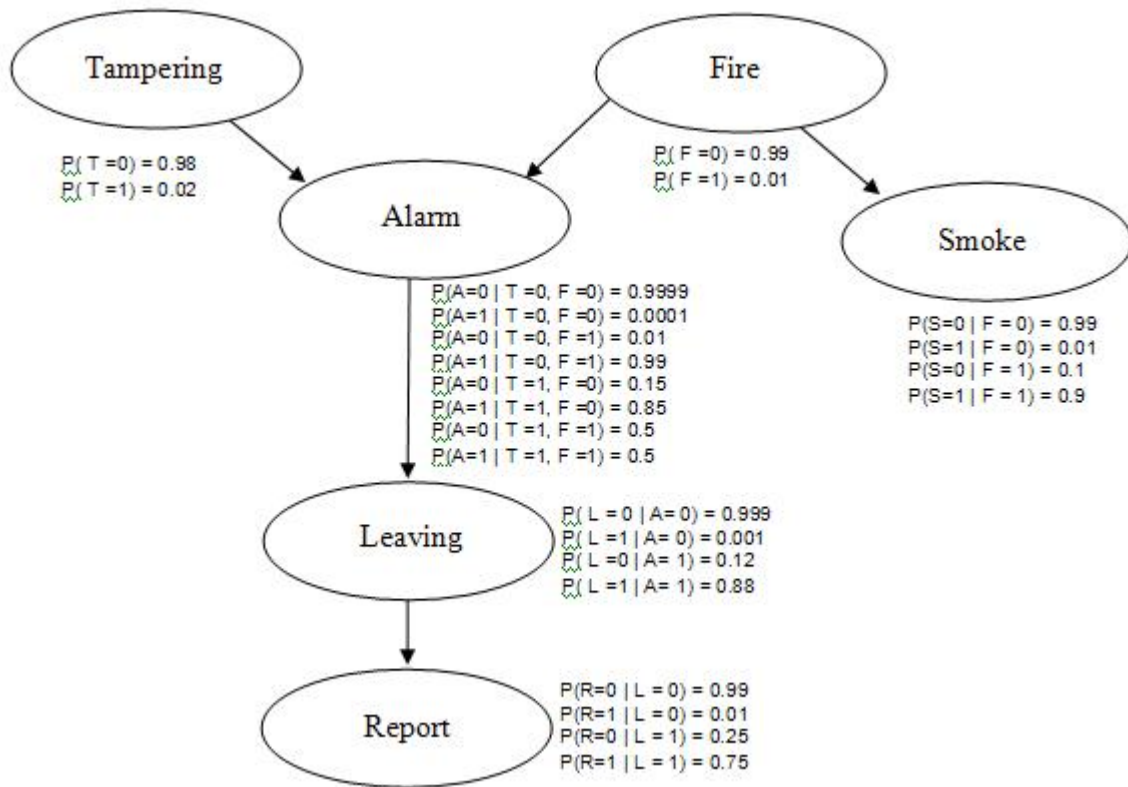 Tampering
Fire
P( T =0) = 0.98
P( T =1) = 0.02
P( F =0) = 0.99
P( F =1) = 0.01
Alarm
Smoke
P(A=0 | T =0, F =0) = 0.9999
P(A=1 | T =0, F =0) = 0.0001
P(A=0 | T =0, F =1) = 0.01
P(A=1 | T =0, F =1) = 0.99
P(A=0 | T =1, F =0) = 0.15
P(A=1 | T =1, F =0) = 0.85
P(A=0 | T =1, F =1) = 0.5
P(A=1 | T =1, F =1) = 0.5
P(S=0 | F = 0) = 0.99
P(S=1 | F = 0) = 0.01
P(S=0 | F = 1) = 0.1
P(S=1 | F = 1) = 0.9
Leaving
P( L = 0 | A= 0) = 0.999
P( L =1 | A= 0) = 0.001
P( L =0 | A= 1) = 0.12
P( L =1 | A= 1) = 0.88
Report
P(R=0 | L = 0) = 0.99
P(R=1 | L = 0) = 0.01
P(R=0 | L = 1) = 0.25
P(R=1 | L = 1) = 0.75